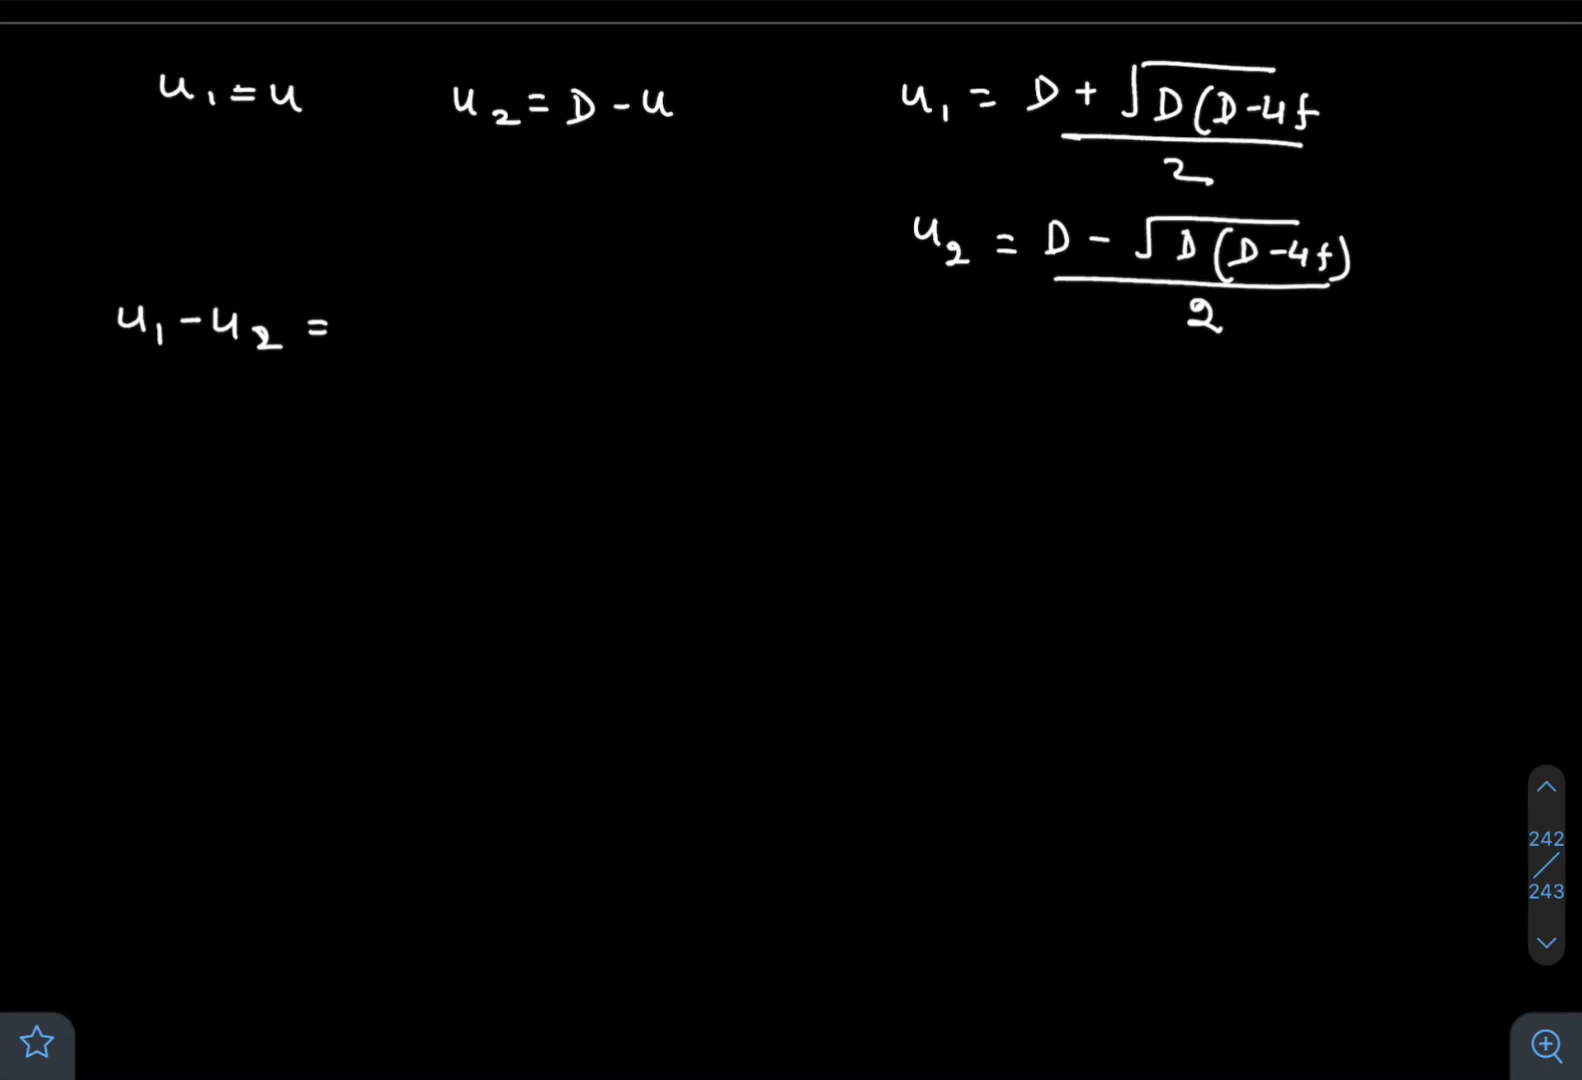 u₁ = u    u₂ = D - u    u₁ = D + √D(D-4f
2
u₂ = D - √D(D-4f)
2
u₁ - u₂ =
242
/
243